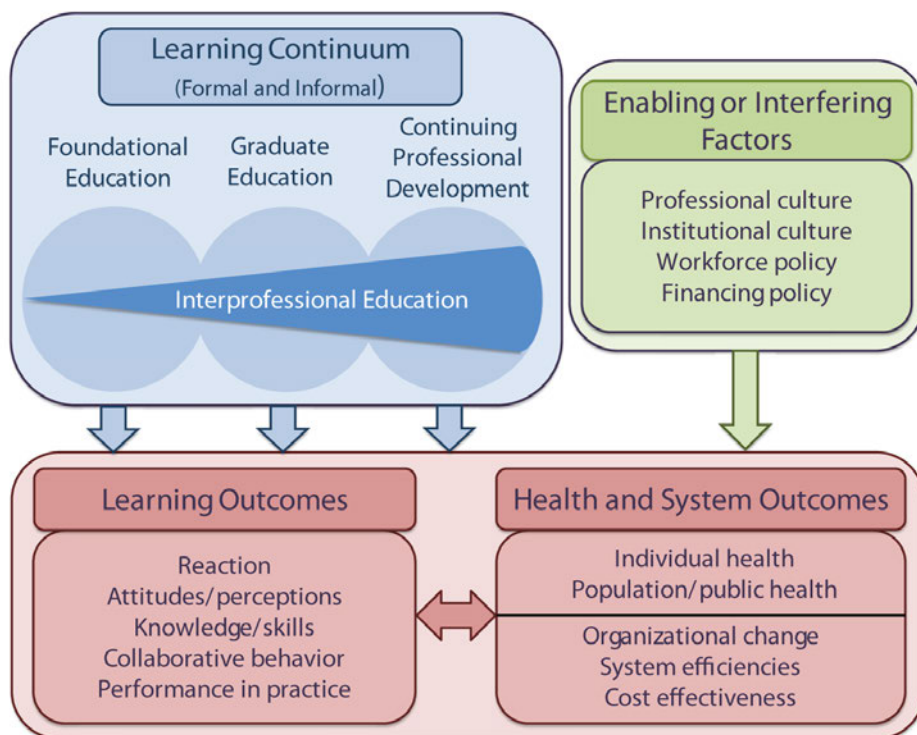 Learning Continuum
(Formal and Informal)
Foundational
Education
Graduate
Education
Continuing
Professional
Development
Interprofessional Education
Enabling or Interfering
Factors
Professional culture
Institutional culture
Workforce policy
Financing policy
Learning Outcomes
Reaction
Attitudes/perceptions
Knowledge/skills
Collaborative behavior
Performance in practice
Health and System Outcomes
Individual health
Population/public health
Organizational change
System efficiencies
Cost effectiveness